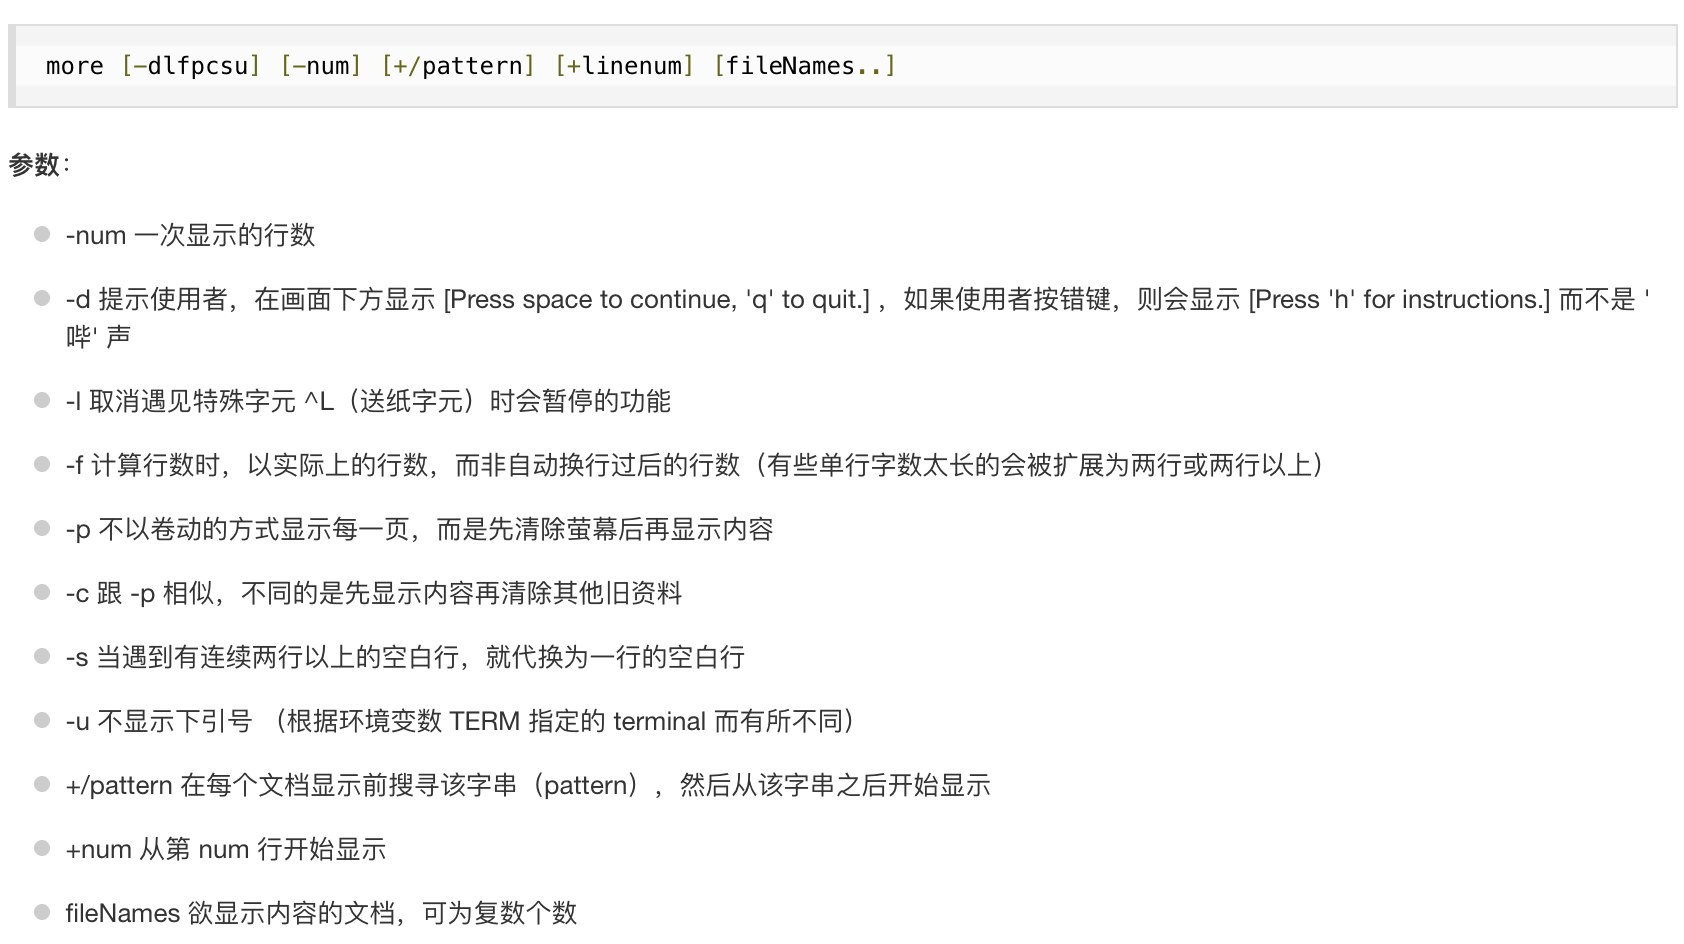 more [-dlfpcsu] [-num] [+/pattern] [+linenum] [fileNames..]
参数：
-num 一次显示的行数
-d 提示使用者，在画面下方显示 [Press space to continue, 'q' to quit.] ，如果使用者按错键，则会显示 [Press 'h' for instructions.] 而不是 '
哔' 声
-l 取消遇见特殊字元 ^L（送纸字元）时会暂停的功能
-f 计算行数时，以实际上的行数，而非自动换行过后的行数（有些单行字数太长的会被扩展为两行或两行以上）
-p 不以卷动的方式显示每一页，而是先清除萤幕后再显示内容
-c 跟 -p 相似，不同的是先显示内容再清除其他旧资料
-s 当遇到有连续两行以上的空白行，就代换为一行的空白行
-u 不显示下引号 （根据环境变数 TERM 指定的 terminal 而有所不同）
+/pattern 在每个文档显示前搜寻该字串（pattern），然后从该字串之后开始显示
+num 从第 num 行开始显示
fileNames 欲显示内容的文档，可为复数个数